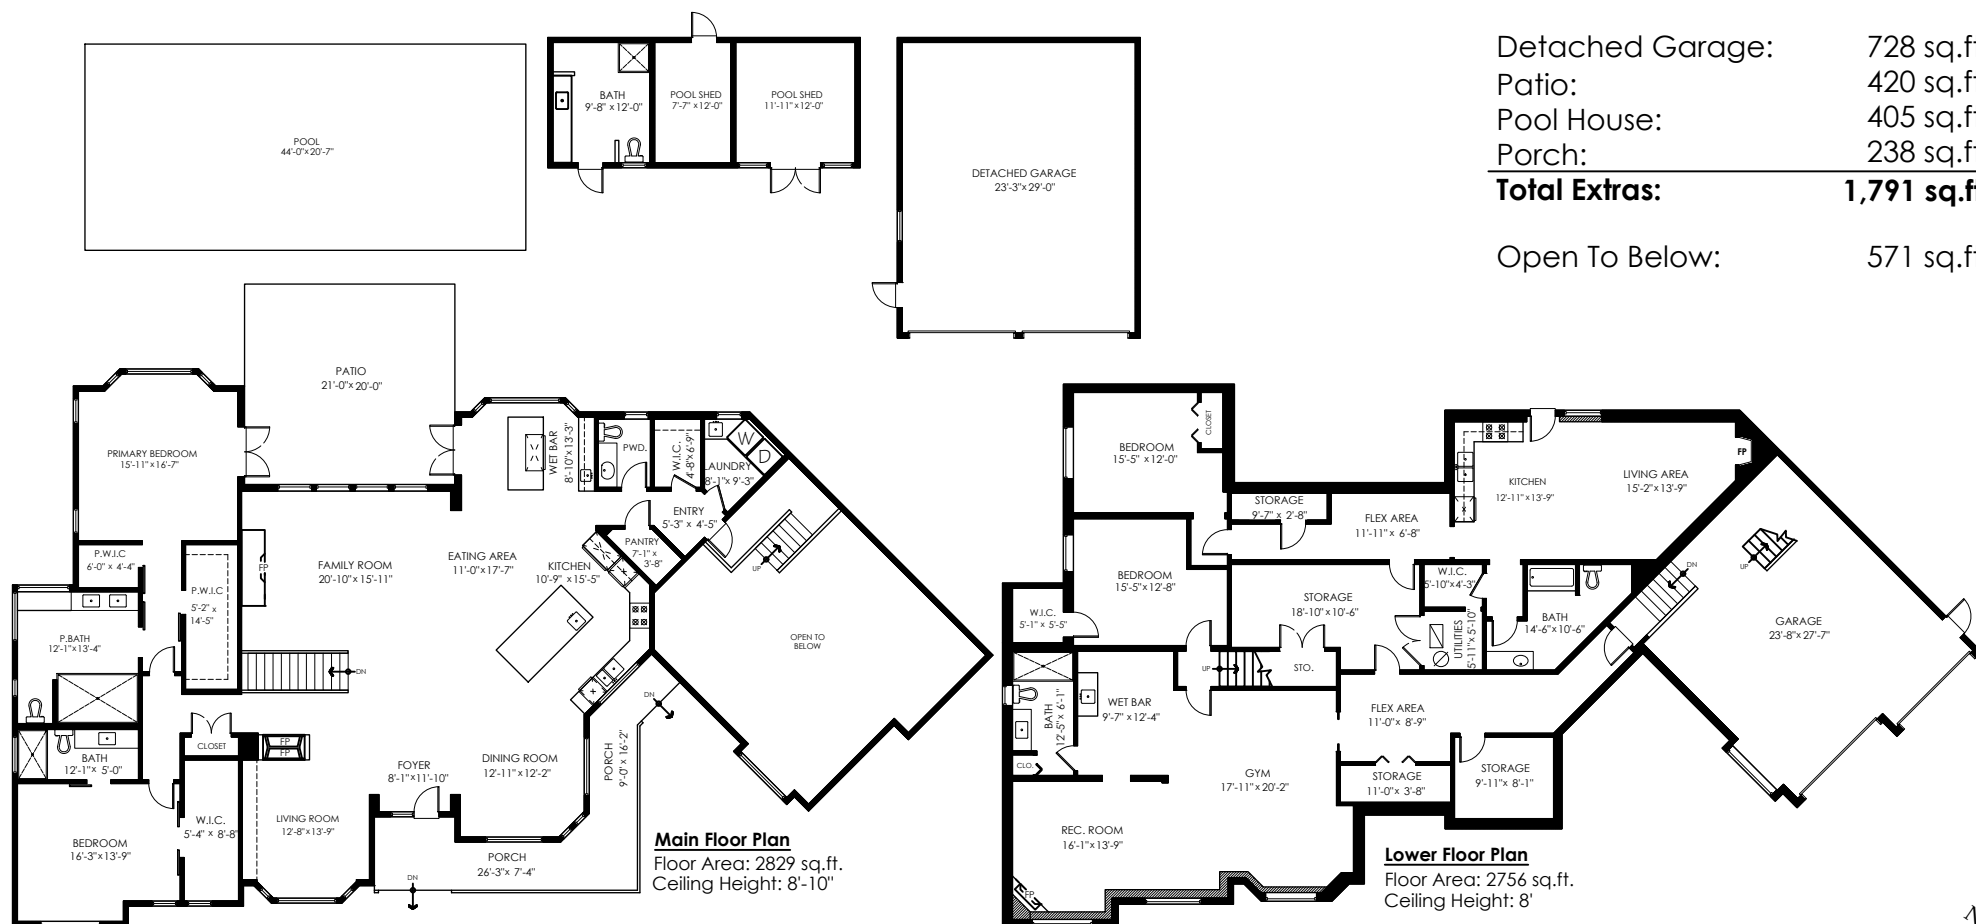 Detached Garage: 728 sq.ft
Patio: 420 sq.ft
Pool House: 405 sq.ft
Porch: 238 sq.ft
Total Extras: 1,791 sq.ft
Open To Below: 571 sq.ft
POOL
44'-0"x 20'-7"
BATH
9'-8" x 12'-0"
POOL SHED
7'-7" x 12'-0"
POOL SHED
11'-11" x 12'-0"
DETACHED GARAGE
23'-3"x 29'-0"
PATIO
21'-0"x 20'-0"
PRIMARY BEDROOM
15'-11" x 16'-7"
WET BAR
8'-10" x 13'-3"
PWD.
W.I.C.
4'-8"x 6'-9"
W
D
LAUNDRY
8'-1"x 9'-3"
ENTRY
5'-3" x 4'-5"
PANTRY
7'-1" x
3'-8"
UP
P.W.I.C
6'-0" x 4'-4"
P.W.I.C
5'-2" x
14'-5"
FP
FAMILY ROOM
20'-10" x 15'-11"
EATING AREA
11'-0"x 17'-7"
KITCHEN
10'-9" x 15'-5"
P.BATH
12'-1"x 13'-4"
OPEN TO
BELOW
DN
DN
CLOSET
FP
FP
BATH
12'-1"x 5'-0"
FOYER
8'-1"x 11'-10"
DINING ROOM
12'-11" x 12'-2"
PORCH
9'-0"x 16'-2"
BEDROOM
16'-3"x 13'-9"
W.I.C.
5'-4" x 8'-8"
LIVING ROOM
12'-8"x 13'-9"
PORCH
26'-3"x 7'-4"
DN
Main Floor Plan
Floor Area: 2829 sq.ft.
Ceiling Height: 8'-10"
BEDROOM
15'-5" x 12'-0"
CLOSET
STORAGE
9'-7" x 2'-8"
FLEX AREA
11'-11" x 6'-8"
KITCHEN
12'-11" x 13'-9"
LIVING AREA
15'-2"x 13'-9"
FP
BEDROOM
15'-5"x 12'-8"
W.I.C.
5'-1" x 5'-5"
STORAGE
18'-10"x 10'-6"
W.I.C.
5'-10"x 4'-3"
UTILITIES
5'-11"x 5'-10"
BATH
14'-6"x 10'-6"
DN
UP
GARAGE
23'-8"x 27'-7"
UP
STO.
BATH
12'-5"x 6'-1"
WET BAR
9'-7" x 12'-4"
FLEX AREA
11'-0"x 8'-9"
CLO.
GYM
17'-11"x 20'-2"
STORAGE
11'-0"x 3'-8"
STORAGE
9'-11"x 8'-1"
REC. ROOM
16'-1"x 13'-9"
FP
Lower Floor Plan
Floor Area: 2756 sq.ft.
Ceiling Height: 8'